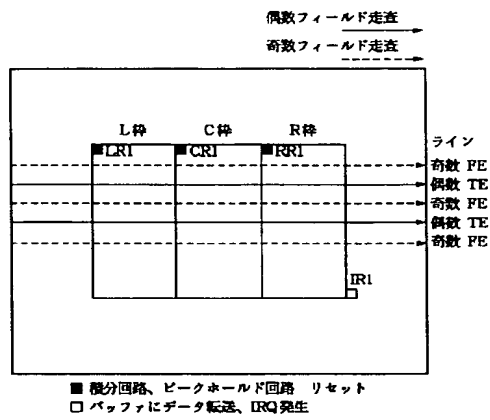 偶数フィールド走査
奇数フィールド走査
L枠 C枠 R枠
LR1 CR1 RR1
ライン
奇数 FE
偶数 TE
奇数 FE
偶数 TE
奇数 FE
IR1
■ 積分回路、ピークホールド回路 リセット
□ バッファにデータ転送、IRQ発生